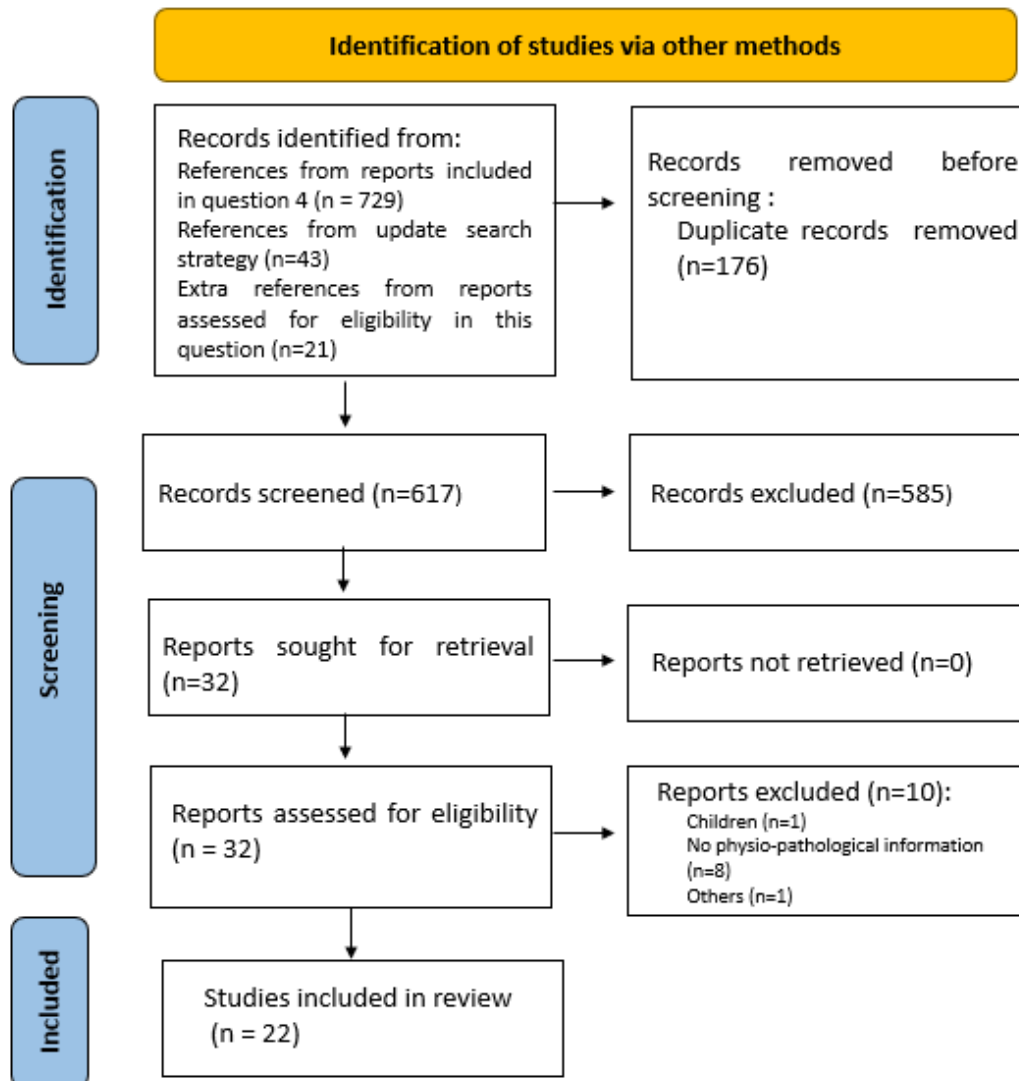 Identification of studies via other methods
Identification
Records identified from:
References from reports included
in question 4 (n = 729)
References from update search
strategy (n=43)
Extra references from reports
assessed for eligibility in this
question (n=21)
Records removed before
screening :
Duplicate records removed
(n=176)
Screening
Records screened (n=617)
Records excluded (n=585)
Reports sought for retrieval
(n=32)
Reports not retrieved (n=0)
Reports assessed for eligibility
(n = 32)
Reports excluded (n=10):
Children (n=1)
No physio-pathological information
(n=8)
Others (n=1)
Included
Studies included in review
(n = 22)